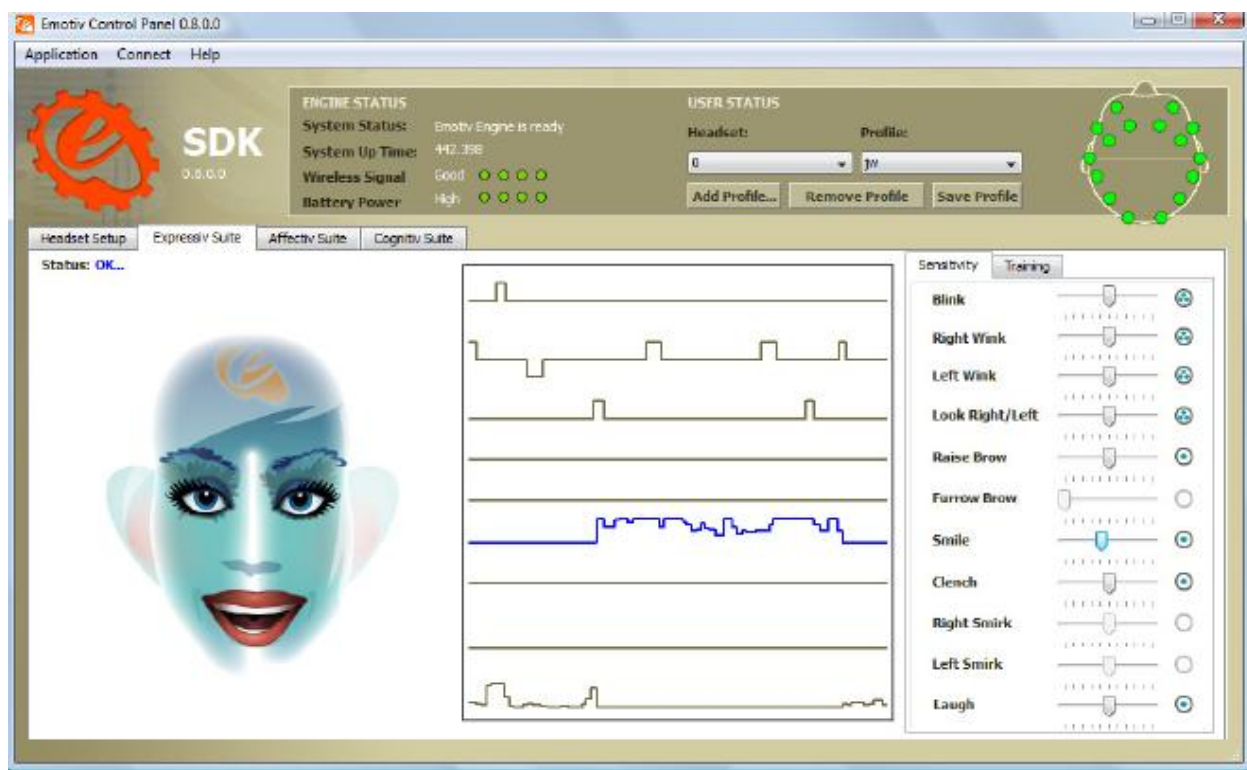 Emotiv Control Panel 0.8.0.0
Application Connect Help
SDK
0.8.0.0
ENGINE STATUS
System Status: Emotiv Engine is ready
System Up Time: 442.398
Wireless Signal Good
Battery Power High
USER STATUS
Headset: Profile:
0 jw
Add Profile... Remove Profile Save Profile
Headset Setup Expressiv Suite Affectiv Suite Cognitiv Suite
Status: OK...
Sensitivity Training
Blink
Right Wink
Left Wink
Look Right/Left
Raise Brow
Furrow Brow
Smile
Clench
Right Smirk
Left Smirk
Laugh